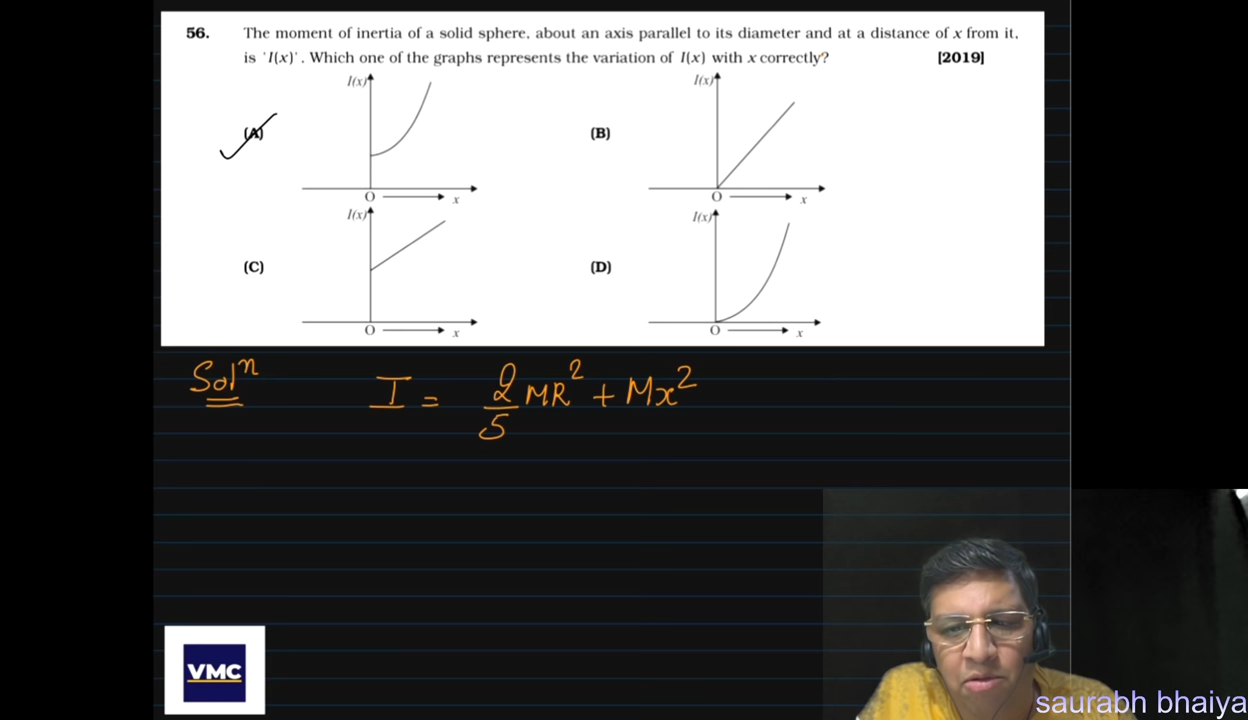 56. The moment of inertia of a solid sphere, about an axis parallel to its diameter and at a distance of x from it,
is 'I(x)'. Which one of the graphs represents the variation of I(x) with x correctly? [2019]
(A) I(x) O x
(B) I(x) O x
(C) I(x) O x
(D) I(x) O x
Solⁿ I = 2/5 MR² + Mx²
VMC
saurabh bhaiya